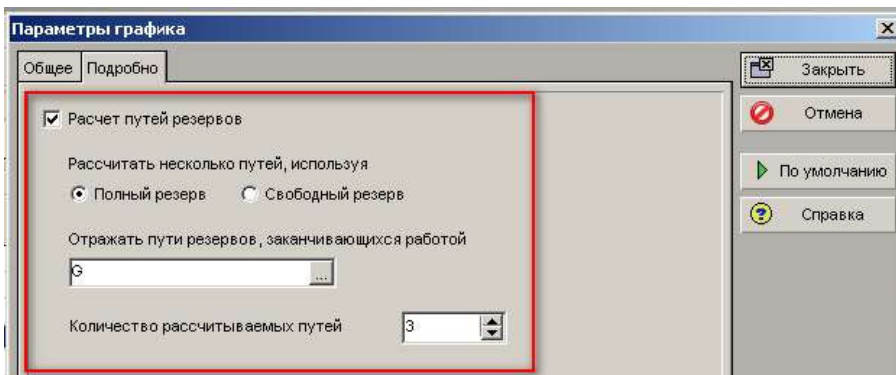 Параметры графика
Общее Подробно
Закрыть
Расчет путей резервов
Отмена
Рассчитать несколько путей, используя
По умолчанию
Полный резерв Свободный резерв
Справка
Отражать пути резервов, заканчивающихся работой
G ...
Количество рассчитываемых путей 3